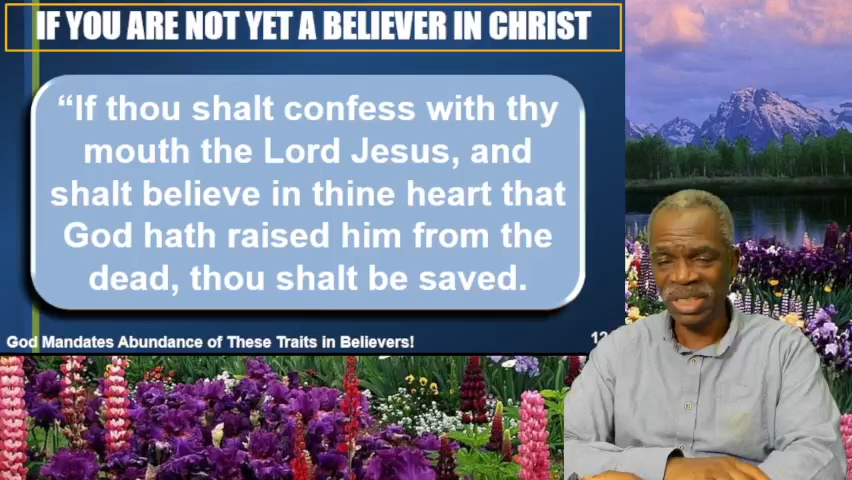 IF YOU ARE NOT YET A BELIEVER IN CHRIST
“If thou shalt confess with thy
mouth the Lord Jesus, and
shalt believe in thine heart that
God hath raised him from the
dead, thou shalt be saved.
God Mandates Abundance of These Traits in Believers!